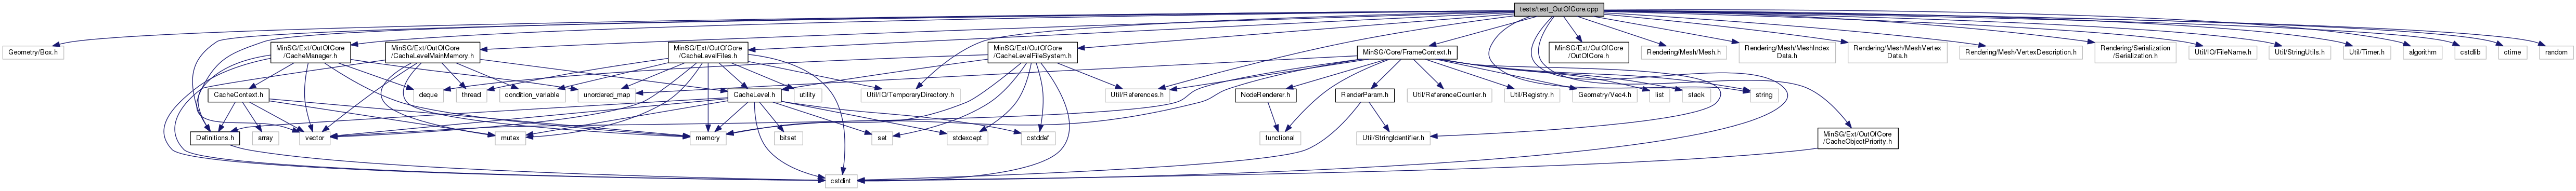 tests/test_OutOfCore.cpp
Geometry/Box.h
MinSG/Ext/OutOfCore
/CacheManager.h
MinSG/Ext/OutOfCore
/CacheLevelMainMemory.h
MinSG/Ext/OutOfCore
/CacheLevelFiles.h
MinSG/Ext/OutOfCore
/CacheLevelFileSystem.h
MinSG/Core/FrameContext.h
MinSG/Ext/OutOfCore
/OutOfCore.h
Rendering/Mesh/Mesh.h
Rendering/Mesh/MeshIndex
Data.h
Rendering/Mesh/MeshVertex
Data.h
Rendering/Mesh/VertexDescription.h
Rendering/Serialization
/Serialization.h
Util/IO/FileName.h
Util/StringUtils.h
Util/Timer.h
algorithm
cstdlib
ctime
random
CacheContext.h
deque
thread
condition_variable
unordered_map
CacheLevel.h
utility
Util/IO/TemporaryDirectory.h
Util/References.h
NodeRenderer.h
RenderParam.h
Util/ReferenceCounter.h
Util/Registry.h
Geometry/Vec4.h
list
stack
string
Definitions.h
array
vector
mutex
memory
bitset
set
stdexcept
cstddef
functional
Util/StringIdentifier.h
MinSG/Ext/OutOfCore
/CacheObjectPriority.h
cstdint